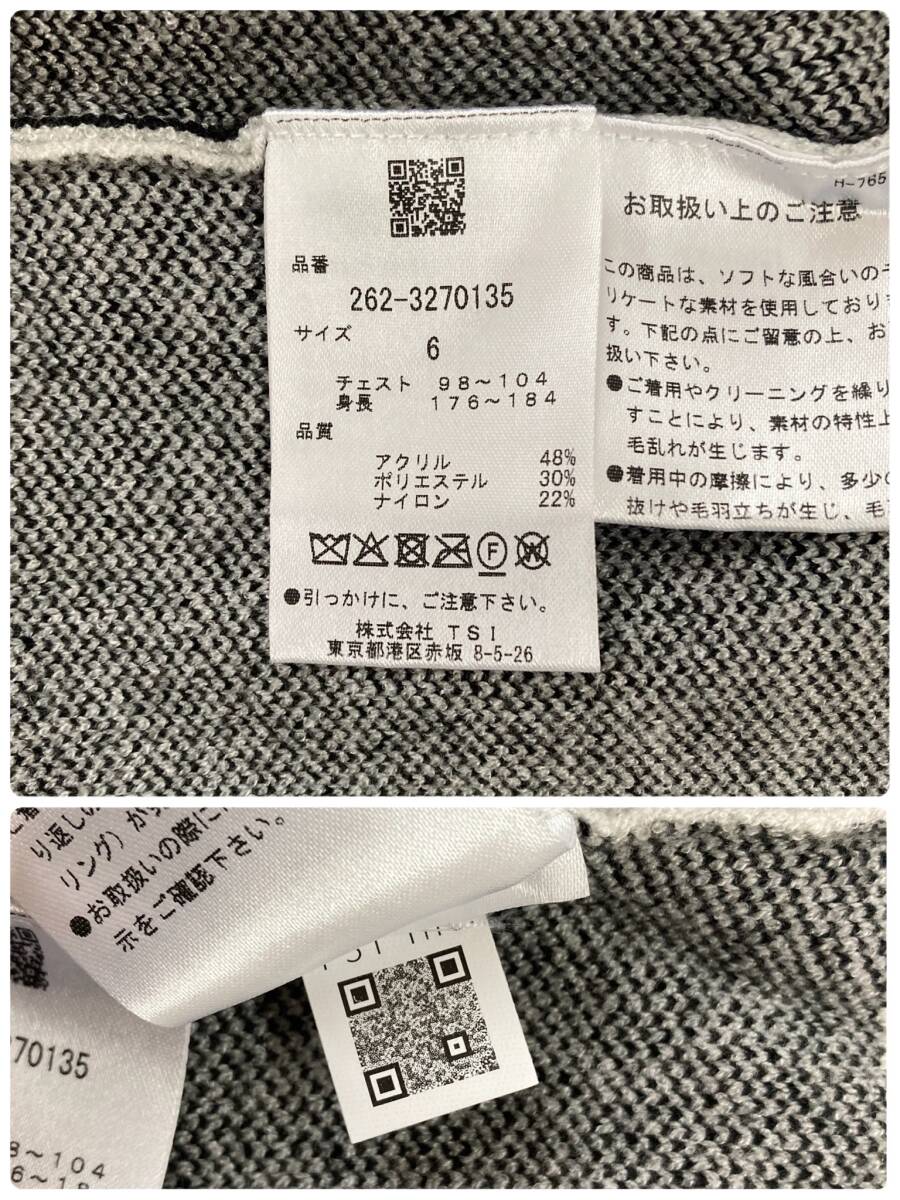 品番
262-3270135
サイズ
6
チェスト 98～104
身長 176～184
品質
アクリル 48%
ポリエステル 30%
ナイロン 22%
F
W
●引っかけに、ご注意下さい。
株式会社 TSI
東京都港区赤坂 8-5-26
H-765
お取扱い上のご注意
この商品は、ソフトな風合いのデ
リケートな素材を使用しており
す。下記の点にご留意の上、お
扱い下さい。
●ご着用やクリーニングを繰り
すことにより、素材の特性上
毛乱れが生じます。
●着用中の摩擦により、多少の
抜けや毛羽立ちが生じ、毛
り返しの
リング）が
●お取扱いの際に
示をご確認下さい。
70135
8～104
6～18